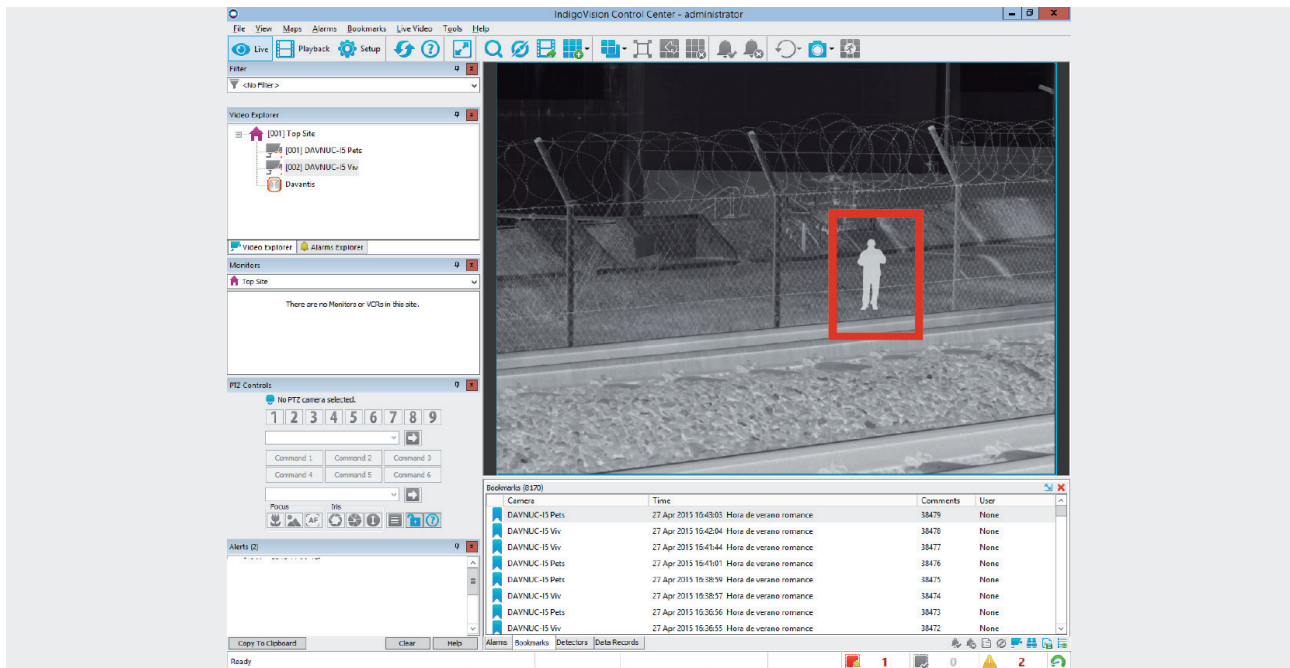 IndigoVision Control Center - administrator
File View Maps Alarms Bookmarks Live Video Tools Help
Live Playback Setup
Filter
<No Filter>
Video Explorer
[001] Top Site
[001] DAVNUC-I5 Pets
[002] DAVNUC-I5 Viv
Davantis
Video Explorer Alarms Explorer
Monitors
Top Site
There are no Monitors or VCRs in this site.
PTZ Controls
No PTZ camera selected.
1 2 3 4 5 6 7 8 9
Command 1 Command 2 Command 3
Command 4 Command 5 Command 6
Focus Iris
AF
Alerts (2)
Copy To Clipboard Clear Help
Bookmarks (8170)
Camera Time Comments User
DAVNUC-I5 Pets 27 Apr 2015 16:43:03 Hora de verano romance 38479 None
DAVNUC-I5 Viv 27 Apr 2015 16:42:04 Hora de verano romance 38478 None
DAVNUC-I5 Viv 27 Apr 2015 16:41:44 Hora de verano romance 38477 None
DAVNUC-I5 Pets 27 Apr 2015 16:41:01 Hora de verano romance 38476 None
DAVNUC-I5 Pets 27 Apr 2015 16:38:59 Hora de verano romance 38475 None
DAVNUC-I5 Viv 27 Apr 2015 16:38:57 Hora de verano romance 38474 None
DAVNUC-I5 Pets 27 Apr 2015 16:36:56 Hora de verano romance 38473 None
DAVNUC-I5 Viv 27 Apr 2015 16:36:55 Hora de verano romance 38472 None
Alarms Bookmarks Detectors Data Records
Ready 1 0 2